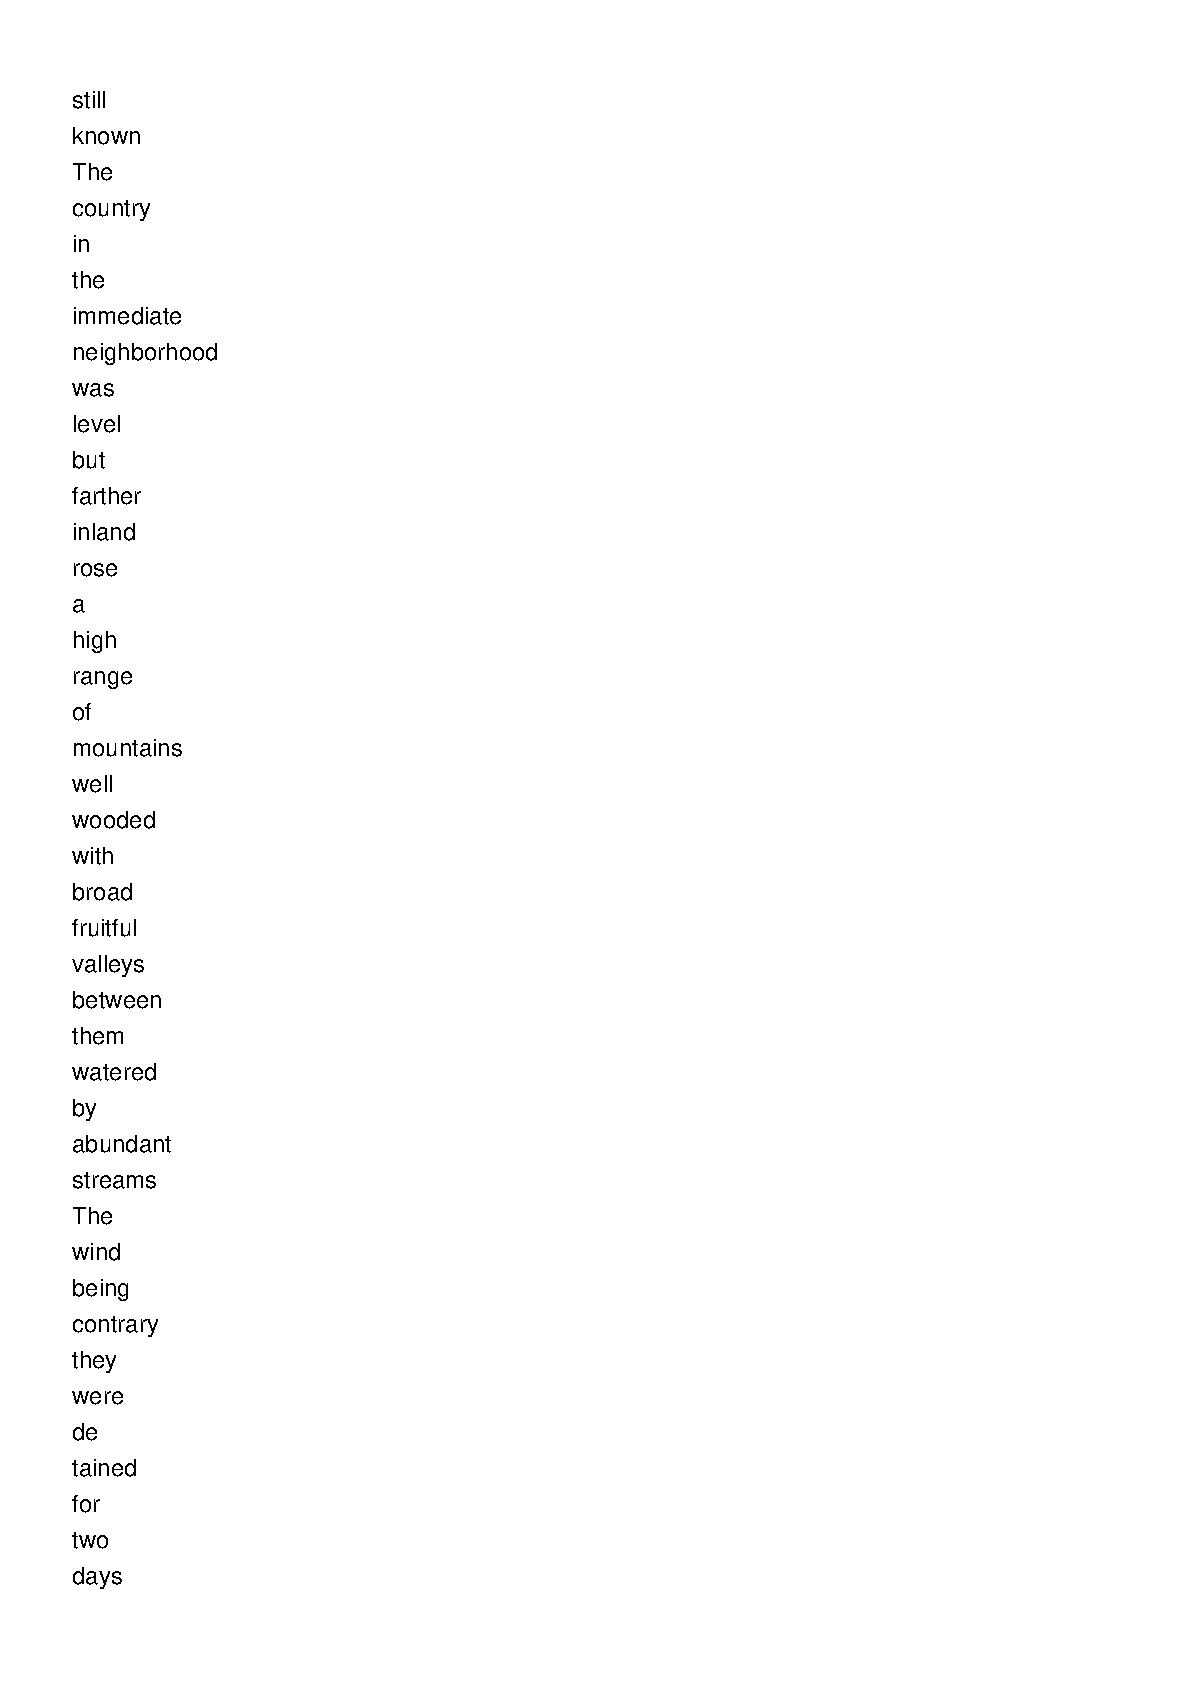 still
known
The
country
in
the
immediate
neighborhood
was
level
but
farther
inland
rose
a
high
range
of
mountains
well
wooded
with
broad
fruitful
valleys
between
them
watered
by
abundant
streams
The
wind
being
contrary
they
were
de
tained
for
two
days